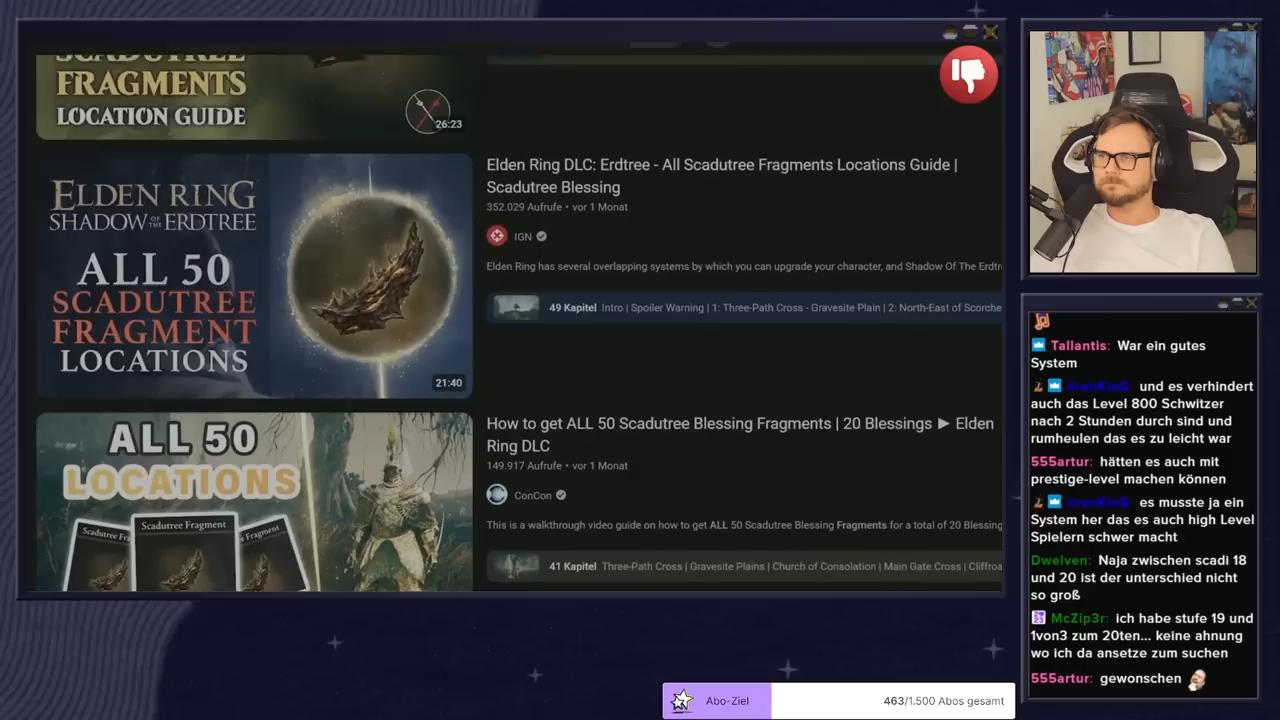 SCADUTREE
FRAGMENTS
LOCATION GUIDE
26:23
ELDEN RING
SHADOW OF THE ERDTREE
ALL 50
SCADUTREE
FRAGMENT
LOCATIONS
21:40
Elden Ring DLC: Erdtree - All Scadutree Fragments Locations Guide |
Scadutree Blessing
352.029 Aufrufe • vor 1 Monat
IGN
Elden Ring has several overlapping systems by which you can upgrade your character, and Shadow Of The Erdtr
49 Kapitel Intro | Spoiler Warning | 1: Three-Path Cross - Gravesite Plain | 2: North-East of Scorche
ALL 50
LOCATIONS
Scadutree Fra
Scadutree Fragment
e Fragment
How to get ALL 50 Scadutree Blessing Fragments | 20 Blessings ► Elden
Ring DLC
149.917 Aufrufe • vor 1 Monat
ConCon
This is a walkthrough video guide on how to get ALL 50 Scadutree Blessing Fragments for a total of 20 Blessing
41 Kapitel Three-Path Cross | Gravesite Plains | Church of Consolation | Main Gate Cross | Cliffroa
Tallantis: War ein gutes
System
und es verhindert
auch das Level 800 Schwitzer
nach 2 Stunden durch sind und
rumheulen das es zu leicht war
555artur: hätten es auch mit
prestige-level machen können
es musste ja ein
System her das es auch high Level
Spielern schwer macht
Dwelven: Naja zwischen scadi 18
und 20 ist der unterschied nicht
so groß
McZip3r: ich habe stufe 19 und
1von3 zum 20ten... keine ahnung
wo ich da ansetze zum suchen
555artur: gewonschen
Abo-Ziel
463/1.500 Abos gesamt